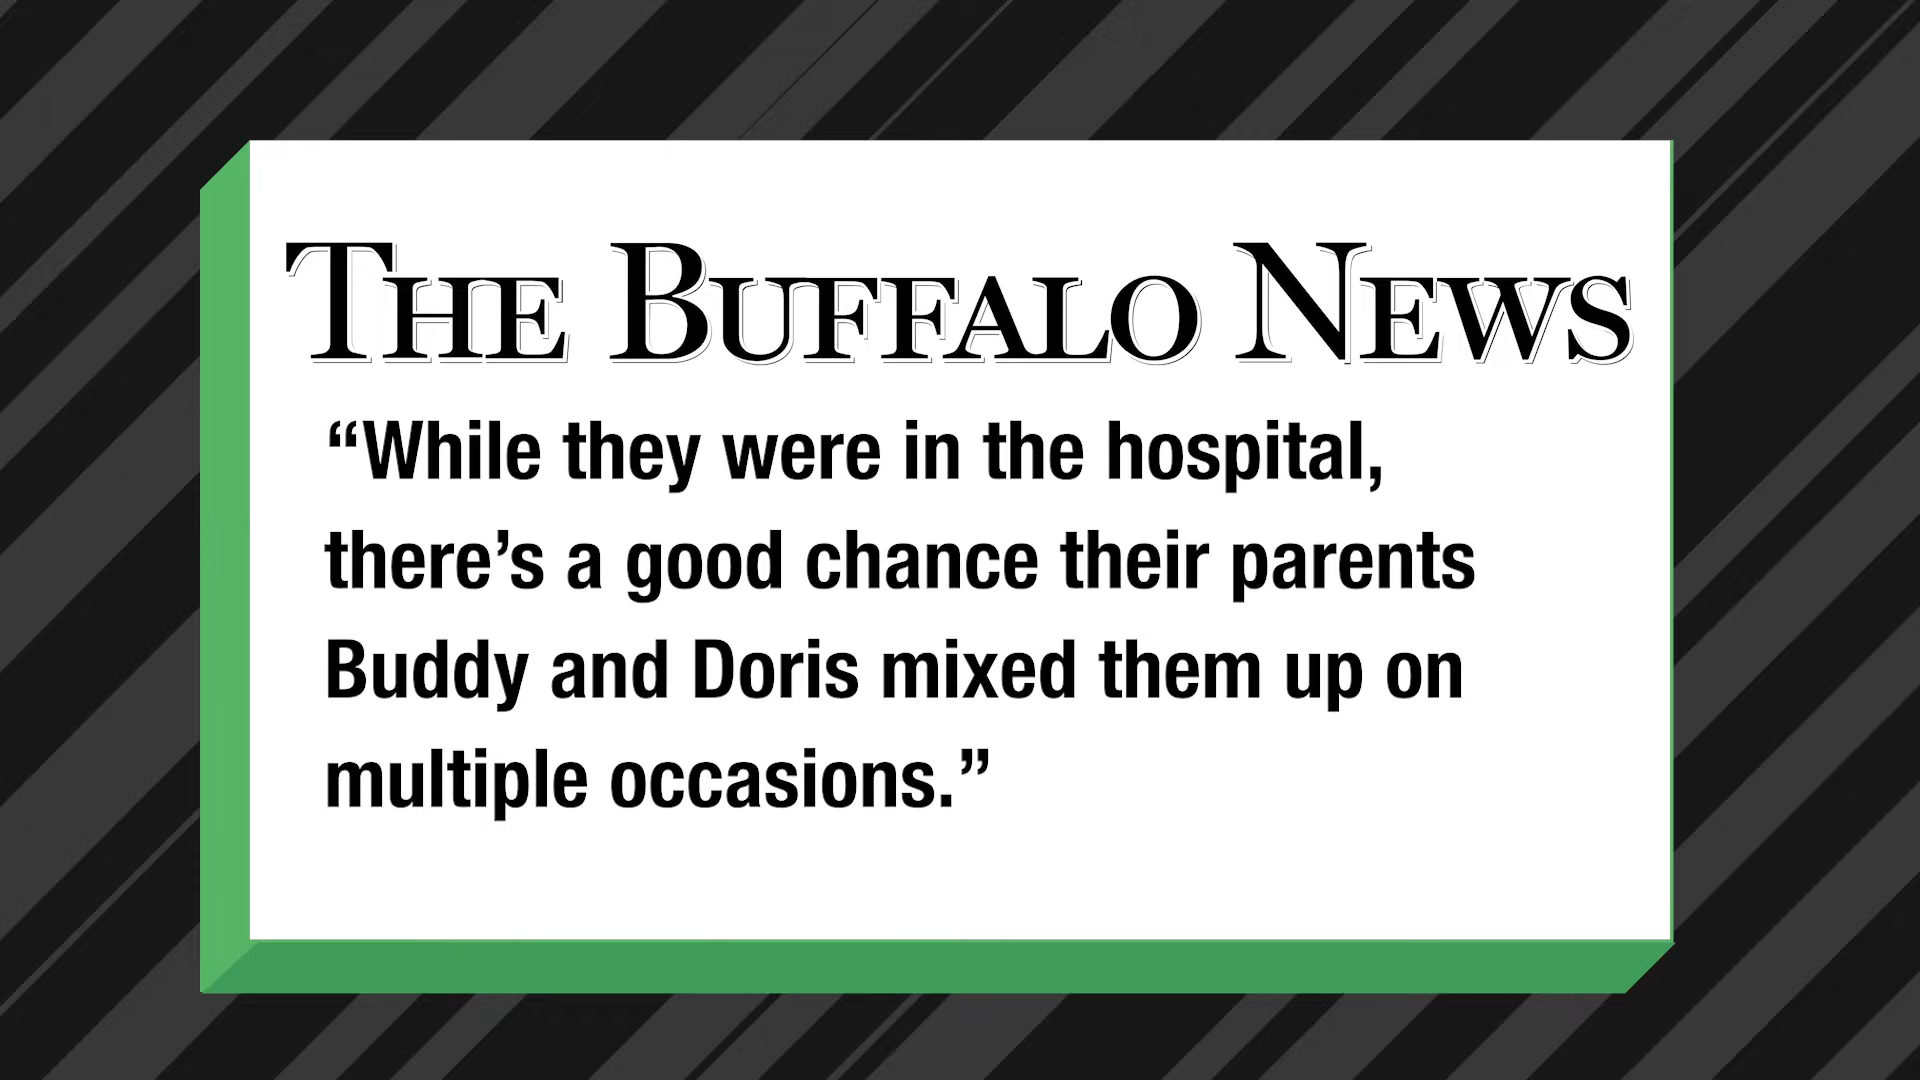 THE BUFFALO NEWS
“While they were in the hospital,
there’s a good chance their parents
Buddy and Doris mixed them up on
multiple occasions.”